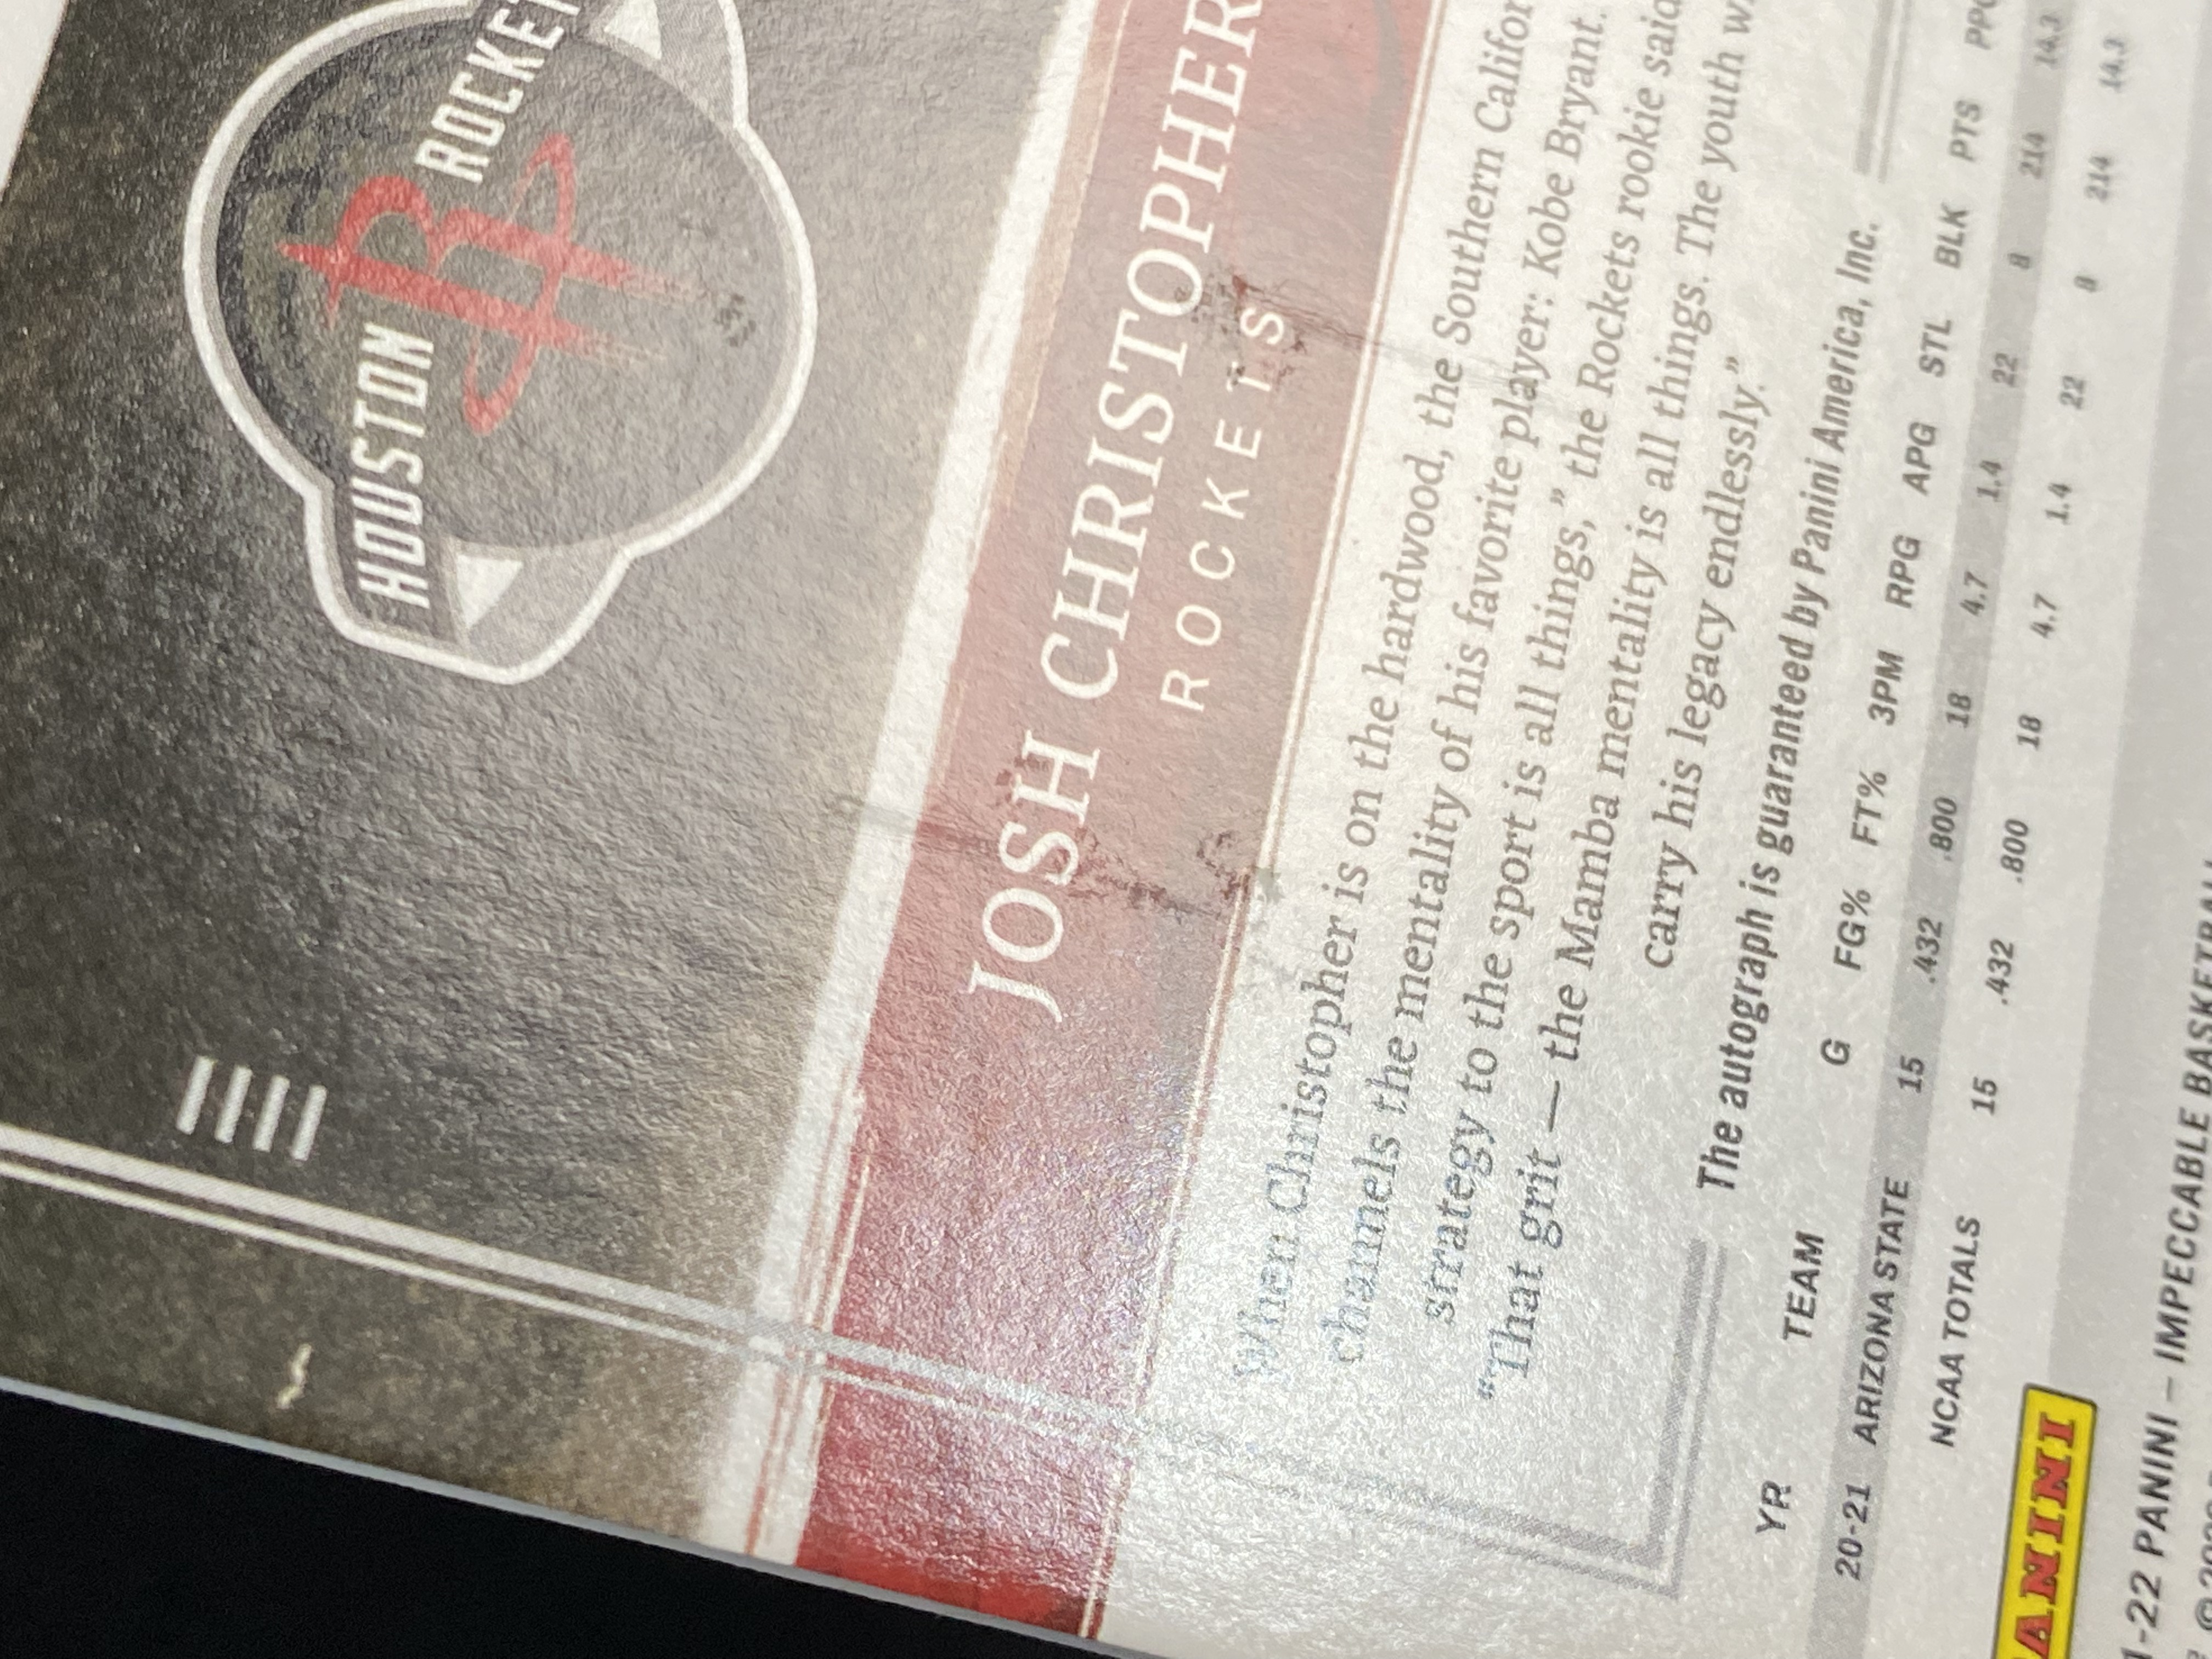 HOUSTON
ROCKET
JOSH CHRISTOPHER
ROCKETS
When Christopher is on the hardwood, the Southern Califor
channels the mentality of his favorite player: Kobe Bryant.
strategy to the sport is all things,” the Rockets rookie said
“That grit — the Mamba mentality is all things. The youth w
carry his legacy endlessly.”
The autograph is guaranteed by Panini America, Inc.
YR TEAM G FG% FT% 3PM RPG APG STL BLK PTS PPG
20-21 ARIZONA STATE 15 .432 .800 18 4.7 1.4 22 8 214 14.3
NCAA TOTALS 15 .432 .800 18 4.7 1.4 22 8 214 14.3
ANINI
1-22 PANINI – IMPECCABLE BASKETBALL